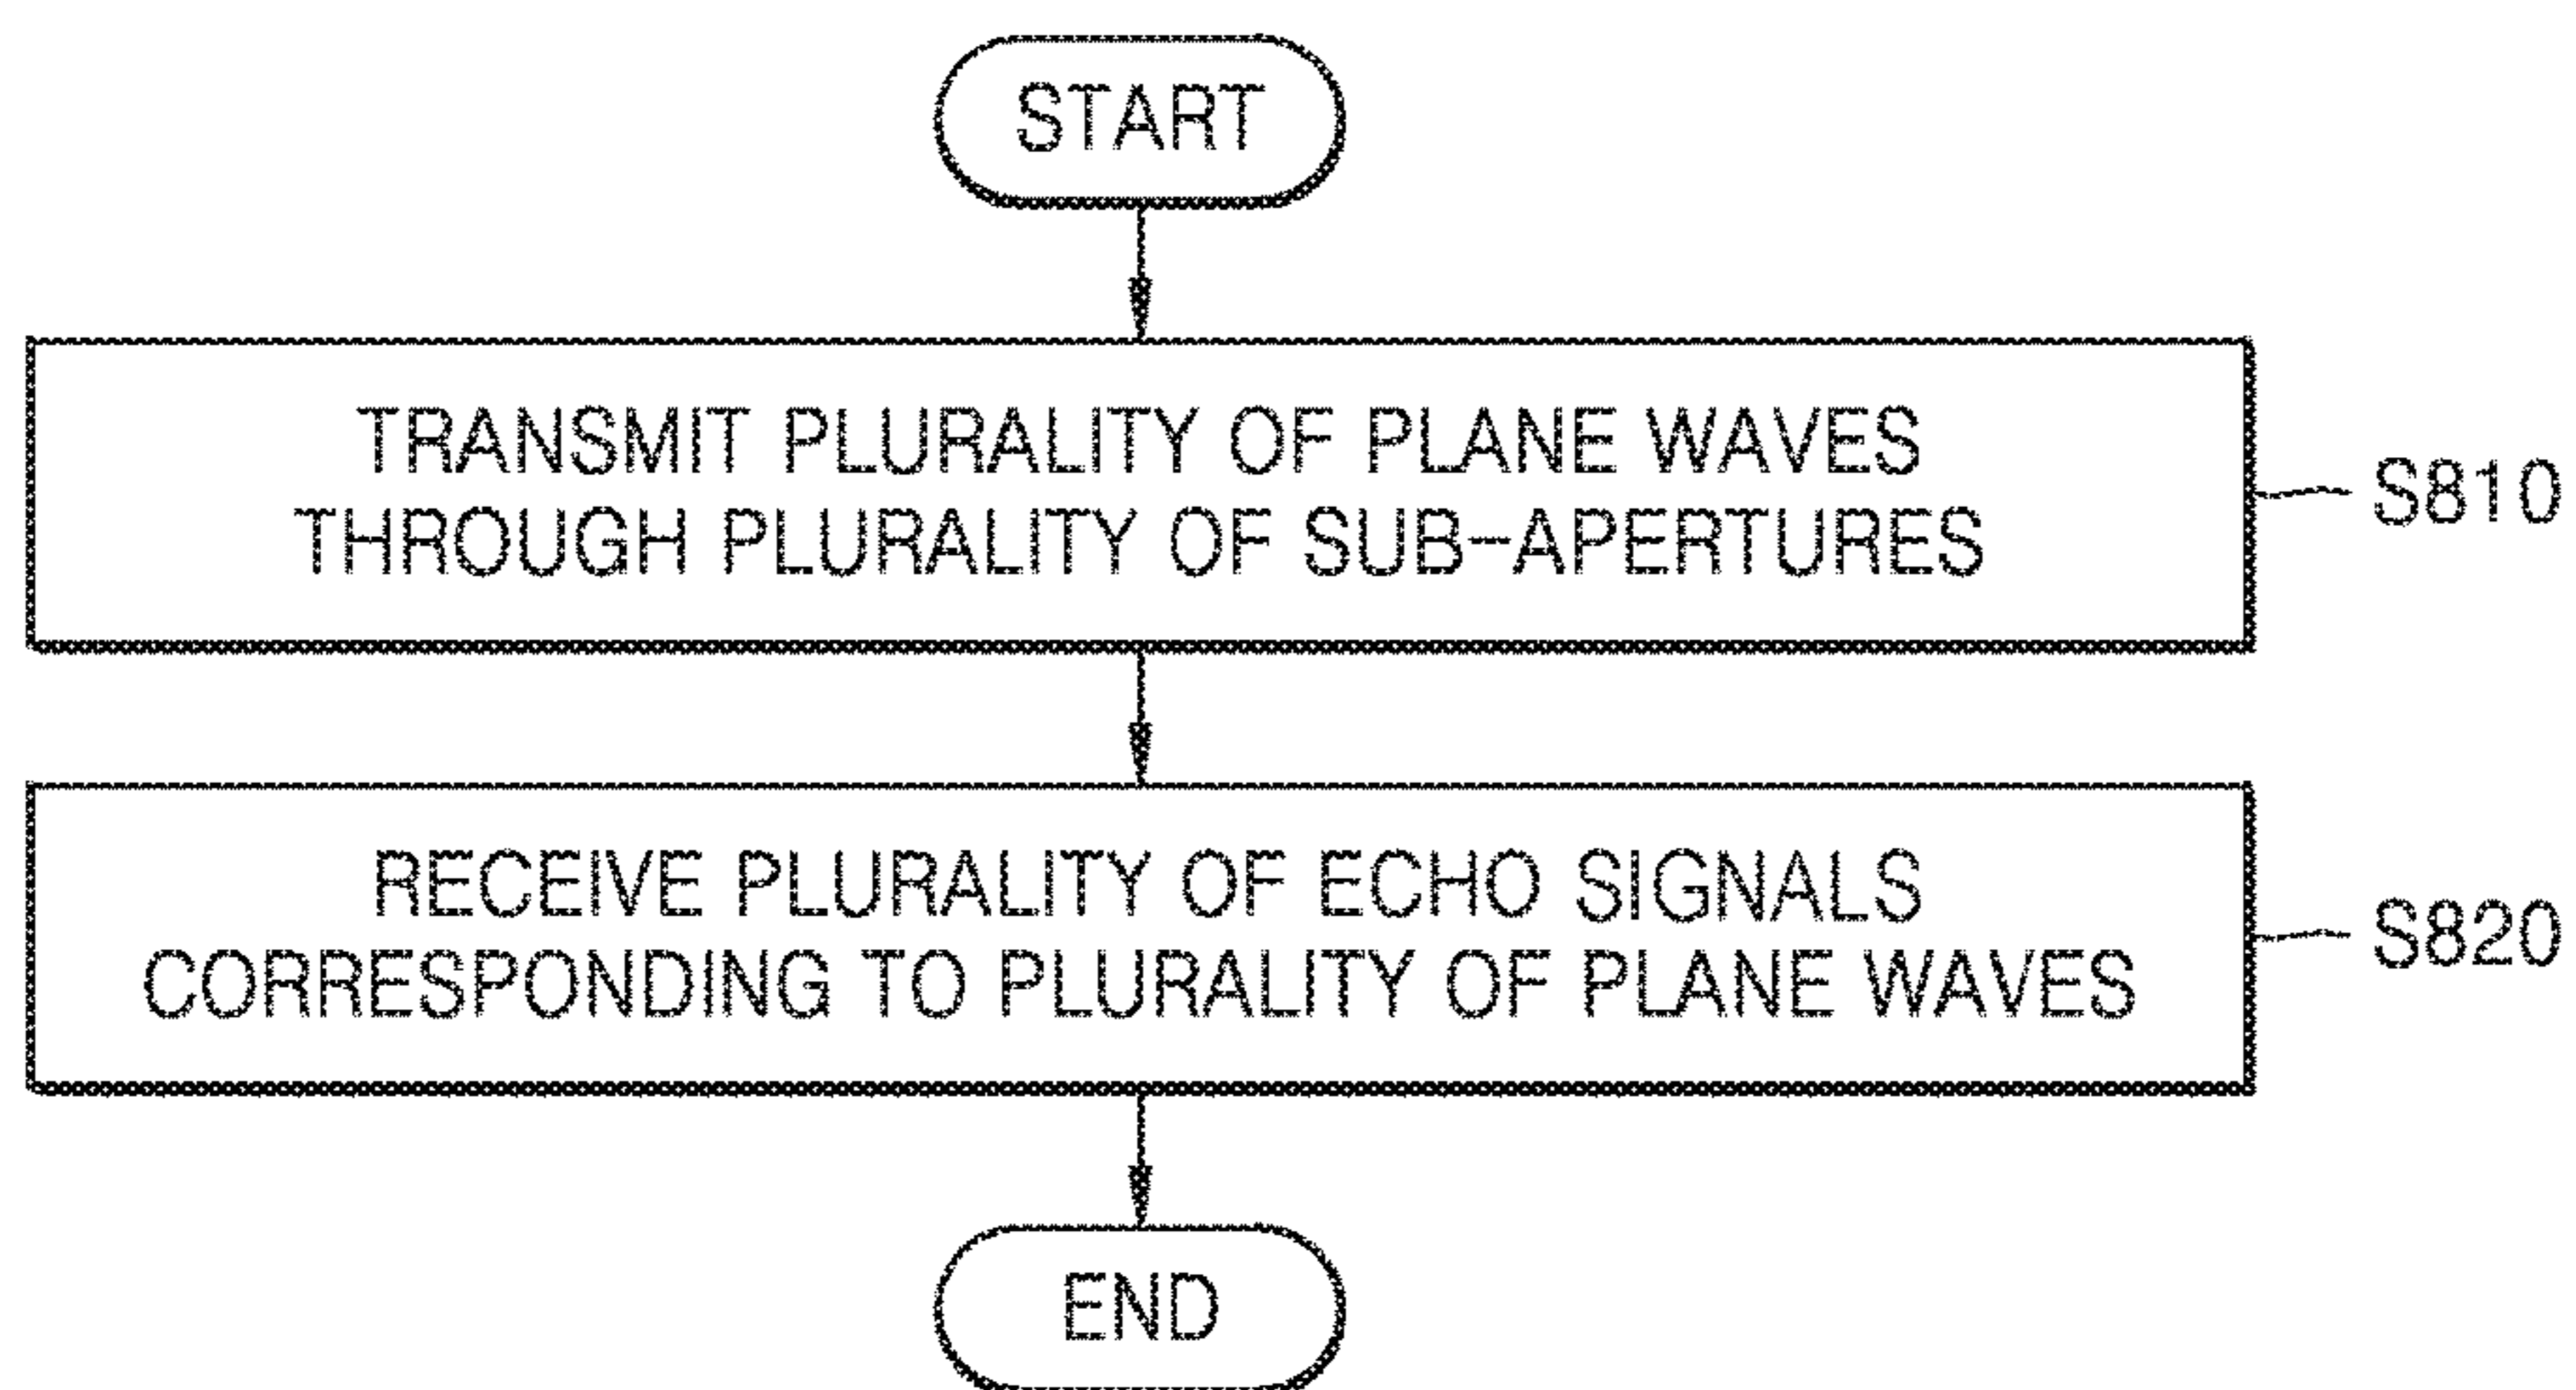 START
TRANSMIT PLURALITY OF PLANE WAVES
THROUGH PLURALITY OF SUB-APERTURES
S810
RECEIVE PLURALITY OF ECHO SIGNALS
CORRESPONDING TO PLURALITY OF PLANE WAVES
S820
END